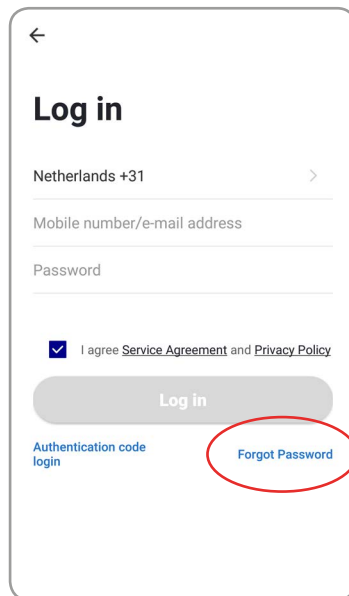 Log in
Netherlands +31
Mobile number/e-mail address
Password
I agree Service Agreement and Privacy Policy
Log in
Authentication code
login
Forgot Password